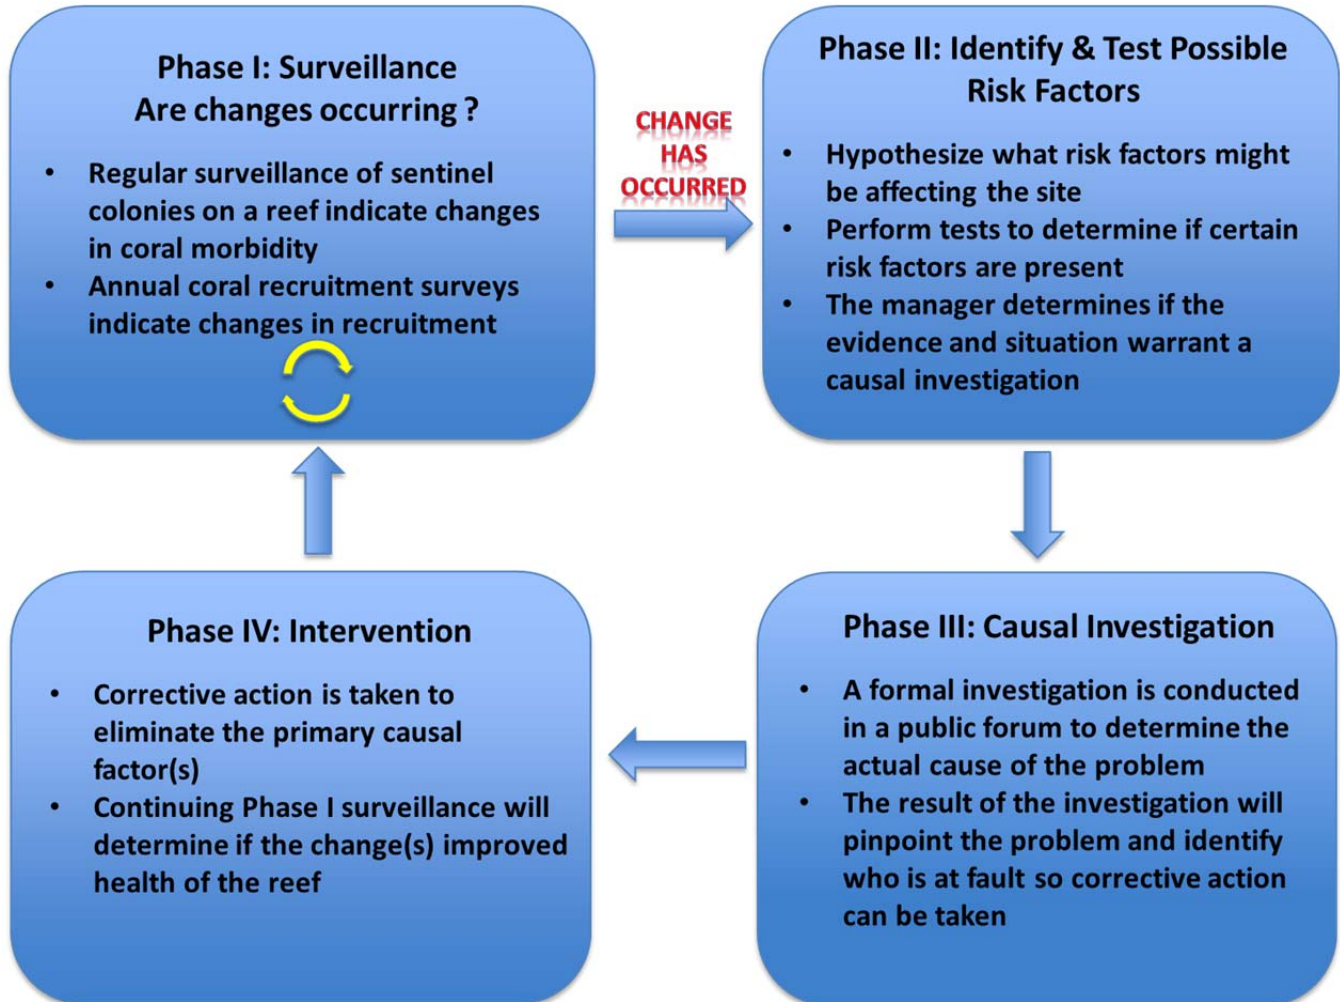 Phase I: Surveillance
Are changes occurring ?
• Regular surveillance of sentinel
colonies on a reef indicate changes
in coral morbidity
• Annual coral recruitment surveys
indicate changes in recruitment
CHANGE
HAS
OCCURRED
Phase II: Identify & Test Possible
Risk Factors
• Hypothesize what risk factors might
be affecting the site
• Perform tests to determine if certain
risk factors are present
• The manager determines if the
evidence and situation warrant a
causal investigation
Phase III: Causal Investigation
• A formal investigation is conducted
in a public forum to determine the
actual cause of the problem
• The result of the investigation will
pinpoint the problem and identify
who is at fault so corrective action
can be taken
Phase IV: Intervention
• Corrective action is taken to
eliminate the primary causal
factor(s)
• Continuing Phase I surveillance will
determine if the change(s) improved
health of the reef